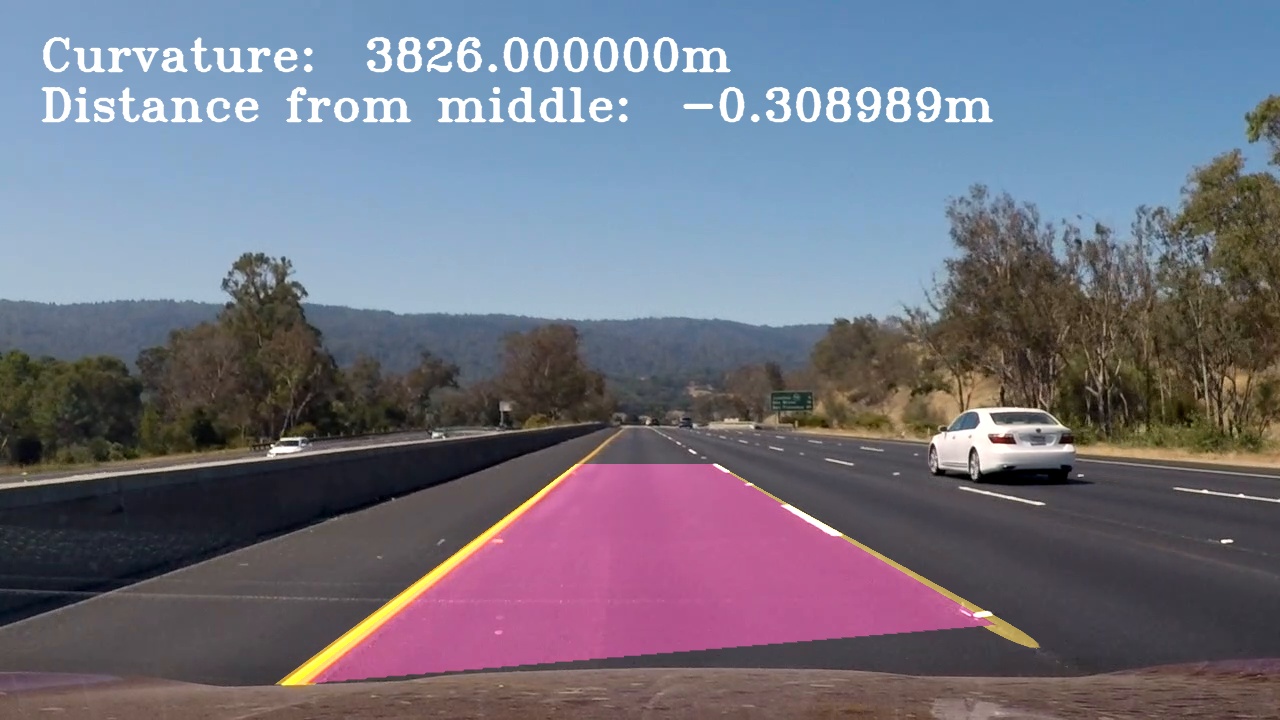 Curvature: 3826.000000m
Distance from middle: −0.308989m